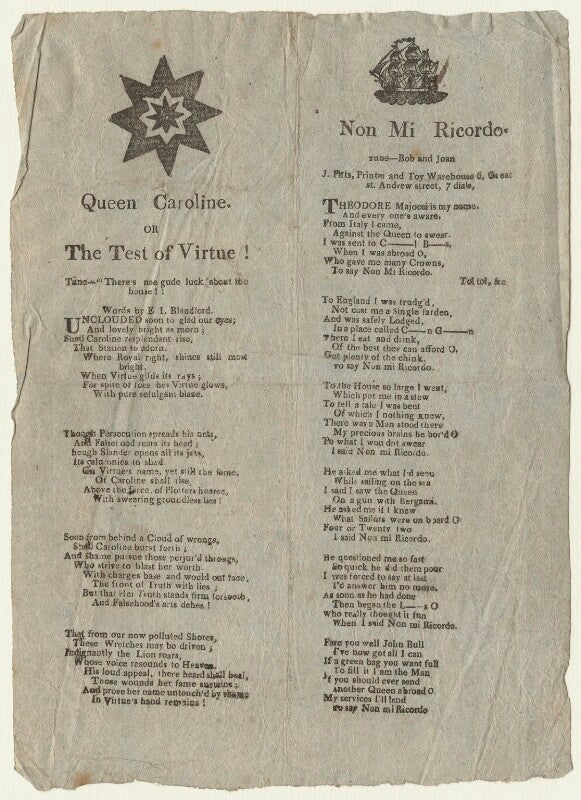 Queen Caroline.
OR
The Test of Virtue !
Tune—"There's nae gude luck about the
house ! !
Words by E. I. Blandford.
UNCLOUDED soon to glad our eyes;
And lovely bright as morn ;
Shall Caroline resplendant rise,
That Station to adorn.
Where Royal right, shines still most
bright.
When Virtue gilds its rays ;
For spite of foes her Virtue glows,
With pure refulgant blaze.
Though Persecution spreads his nets,
And Falsehood rears its head ;
hough Slander opens all its jets,
Its calumnies to shed
On Virtue's name, yet still the same,
Of Caroline shall rise,
Above the force, of Plotters hoarse,
With swearing groundless lies !
Soon from behind a Cloud of wrongs,
Shall Caroline burst forth ;
And shame pursue those perjur'd throngs,
Who strive to blast her worth.
With charges base and would out face,
The front of Truth with lies ;
But that Her Truth stands firm forsooth,
And Falsehood's arts defies !
That from our now polluted Shores,
These Wretches may be driven ;
Indignantly the Lion roars,
Whose voice resounds to Heaven.
His loud appeal, there heard shall heal,
Those wounds her fame sustains ;
And prove her name untouch'd by shame
In Virtue's hand remains !
Non Mi Ricordo.
Tune—Bob and Joan
J. Pitts, Printer and Toy Warehouse 6, Great
st. Andrew street, 7 dials,
THEODORE Majocci is my name.
And every one's aware.
From Italy I came,
Against the Queen to swear.
I was sent to C——l B—s,
When I was abroad O,
Who gave me many Crowns,
To say Non Mi Ricordo.
Tol tol, &c
To England I was trudg'd,
Not cost me a Single farden,
And was safely Lodged,
In a place called C——n G——n
Where I eat and drink,
Of the best they can afford O.
Got plenty of the chink.
To say Non mi Ricordo.
To the House so large I went,
Which put me in a stew
To tell a tale I was bent
Of which I nothing knew,
There was a Man stood there
My precious brains he bor'd O
To what I wou dnt swear
I said Non mi Ricordo.
He asked me what I'd seen
While sailing on the sea
I said I saw the Queen
On a gun with Bergami.
He asked me if I knew
What Sailors were on board O
Four or Twenty two
I said Non mi Ricordo.
He questioned me so fast
So quick he did them pour
I was forced to say at last
I'd answer him no more.
As soon as he had done
Then began the L——s O
Who really thought it fun
When I said Non mi Ricordo.
Fare you well John Bull
I've now got all I can
If a green bag you want full
To fill it I am the Man
If you should ever send
another Queen abroad O
My services I'll lend
To say Non mi Ricordo